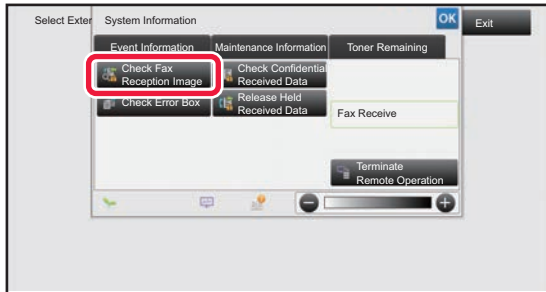 Select Exter
System Information
OK
Exit
Event Information
Maintenance Information
Toner Remaining
Check Fax
Reception Image
Check Confidential
Received Data
Check Error Box
Release Held
Received Data
Fax Receive
Terminate
Remote Operation